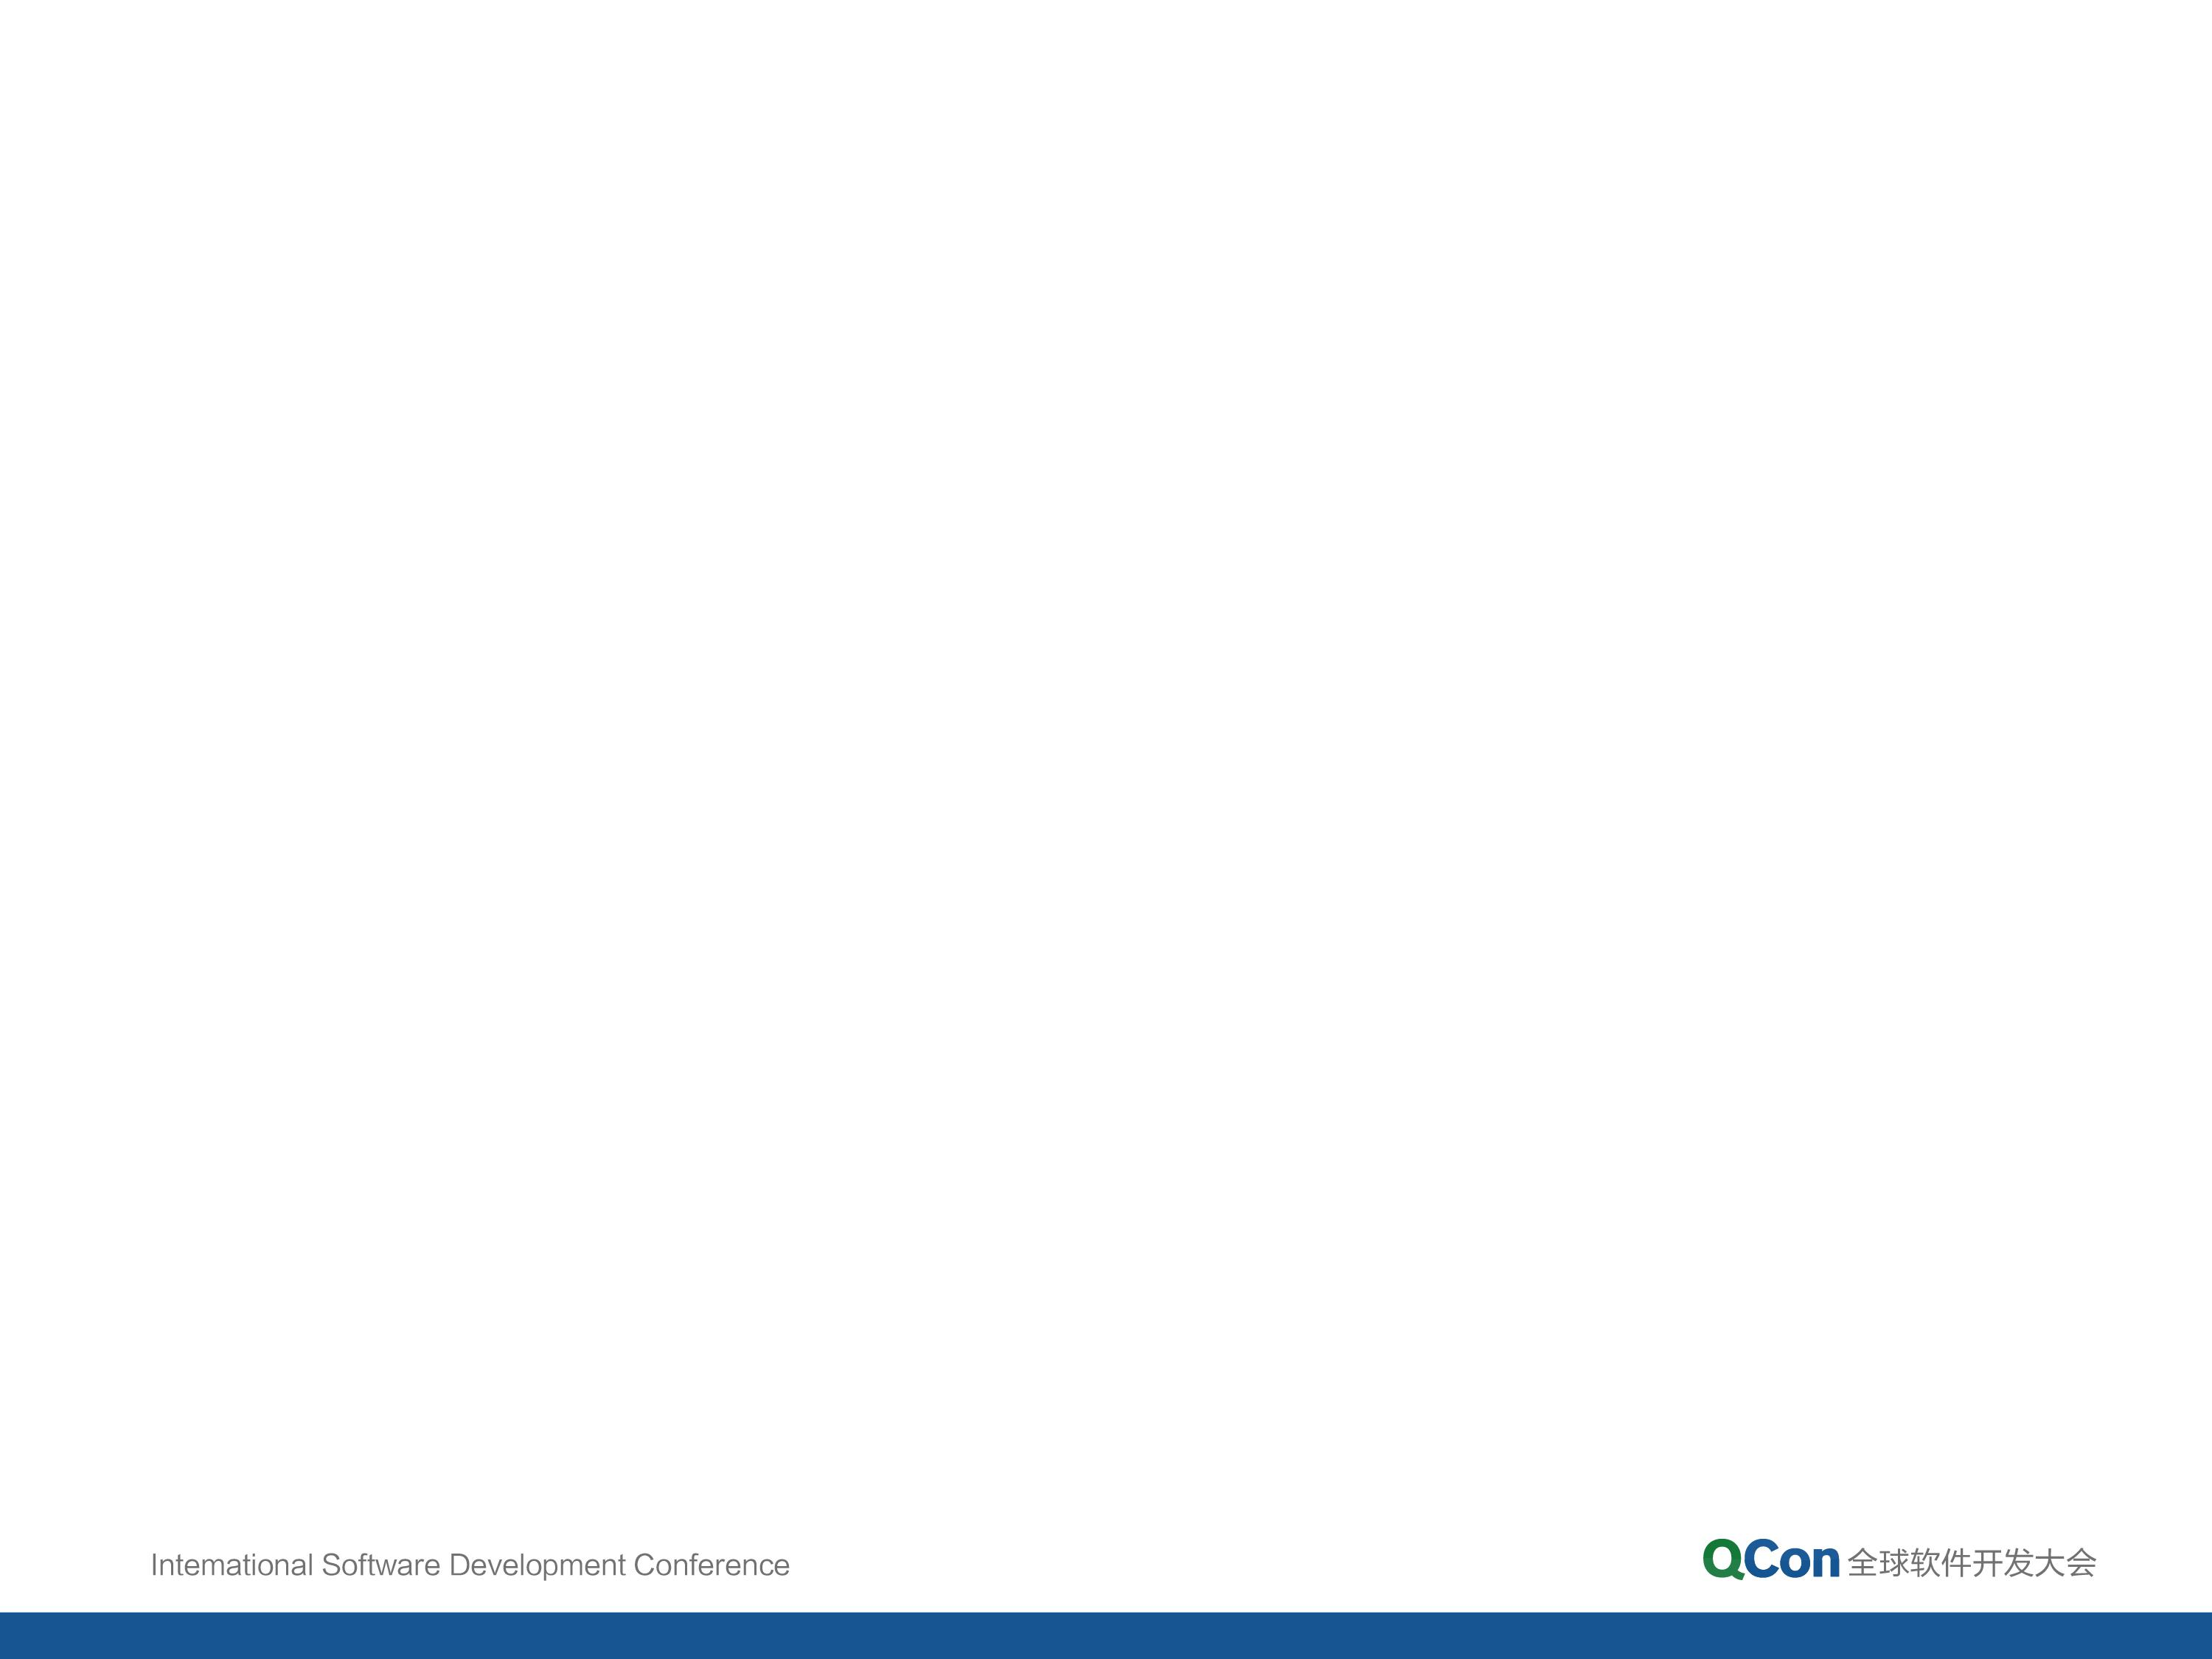 International Software Development Conference
QCon 全球软件开发大会